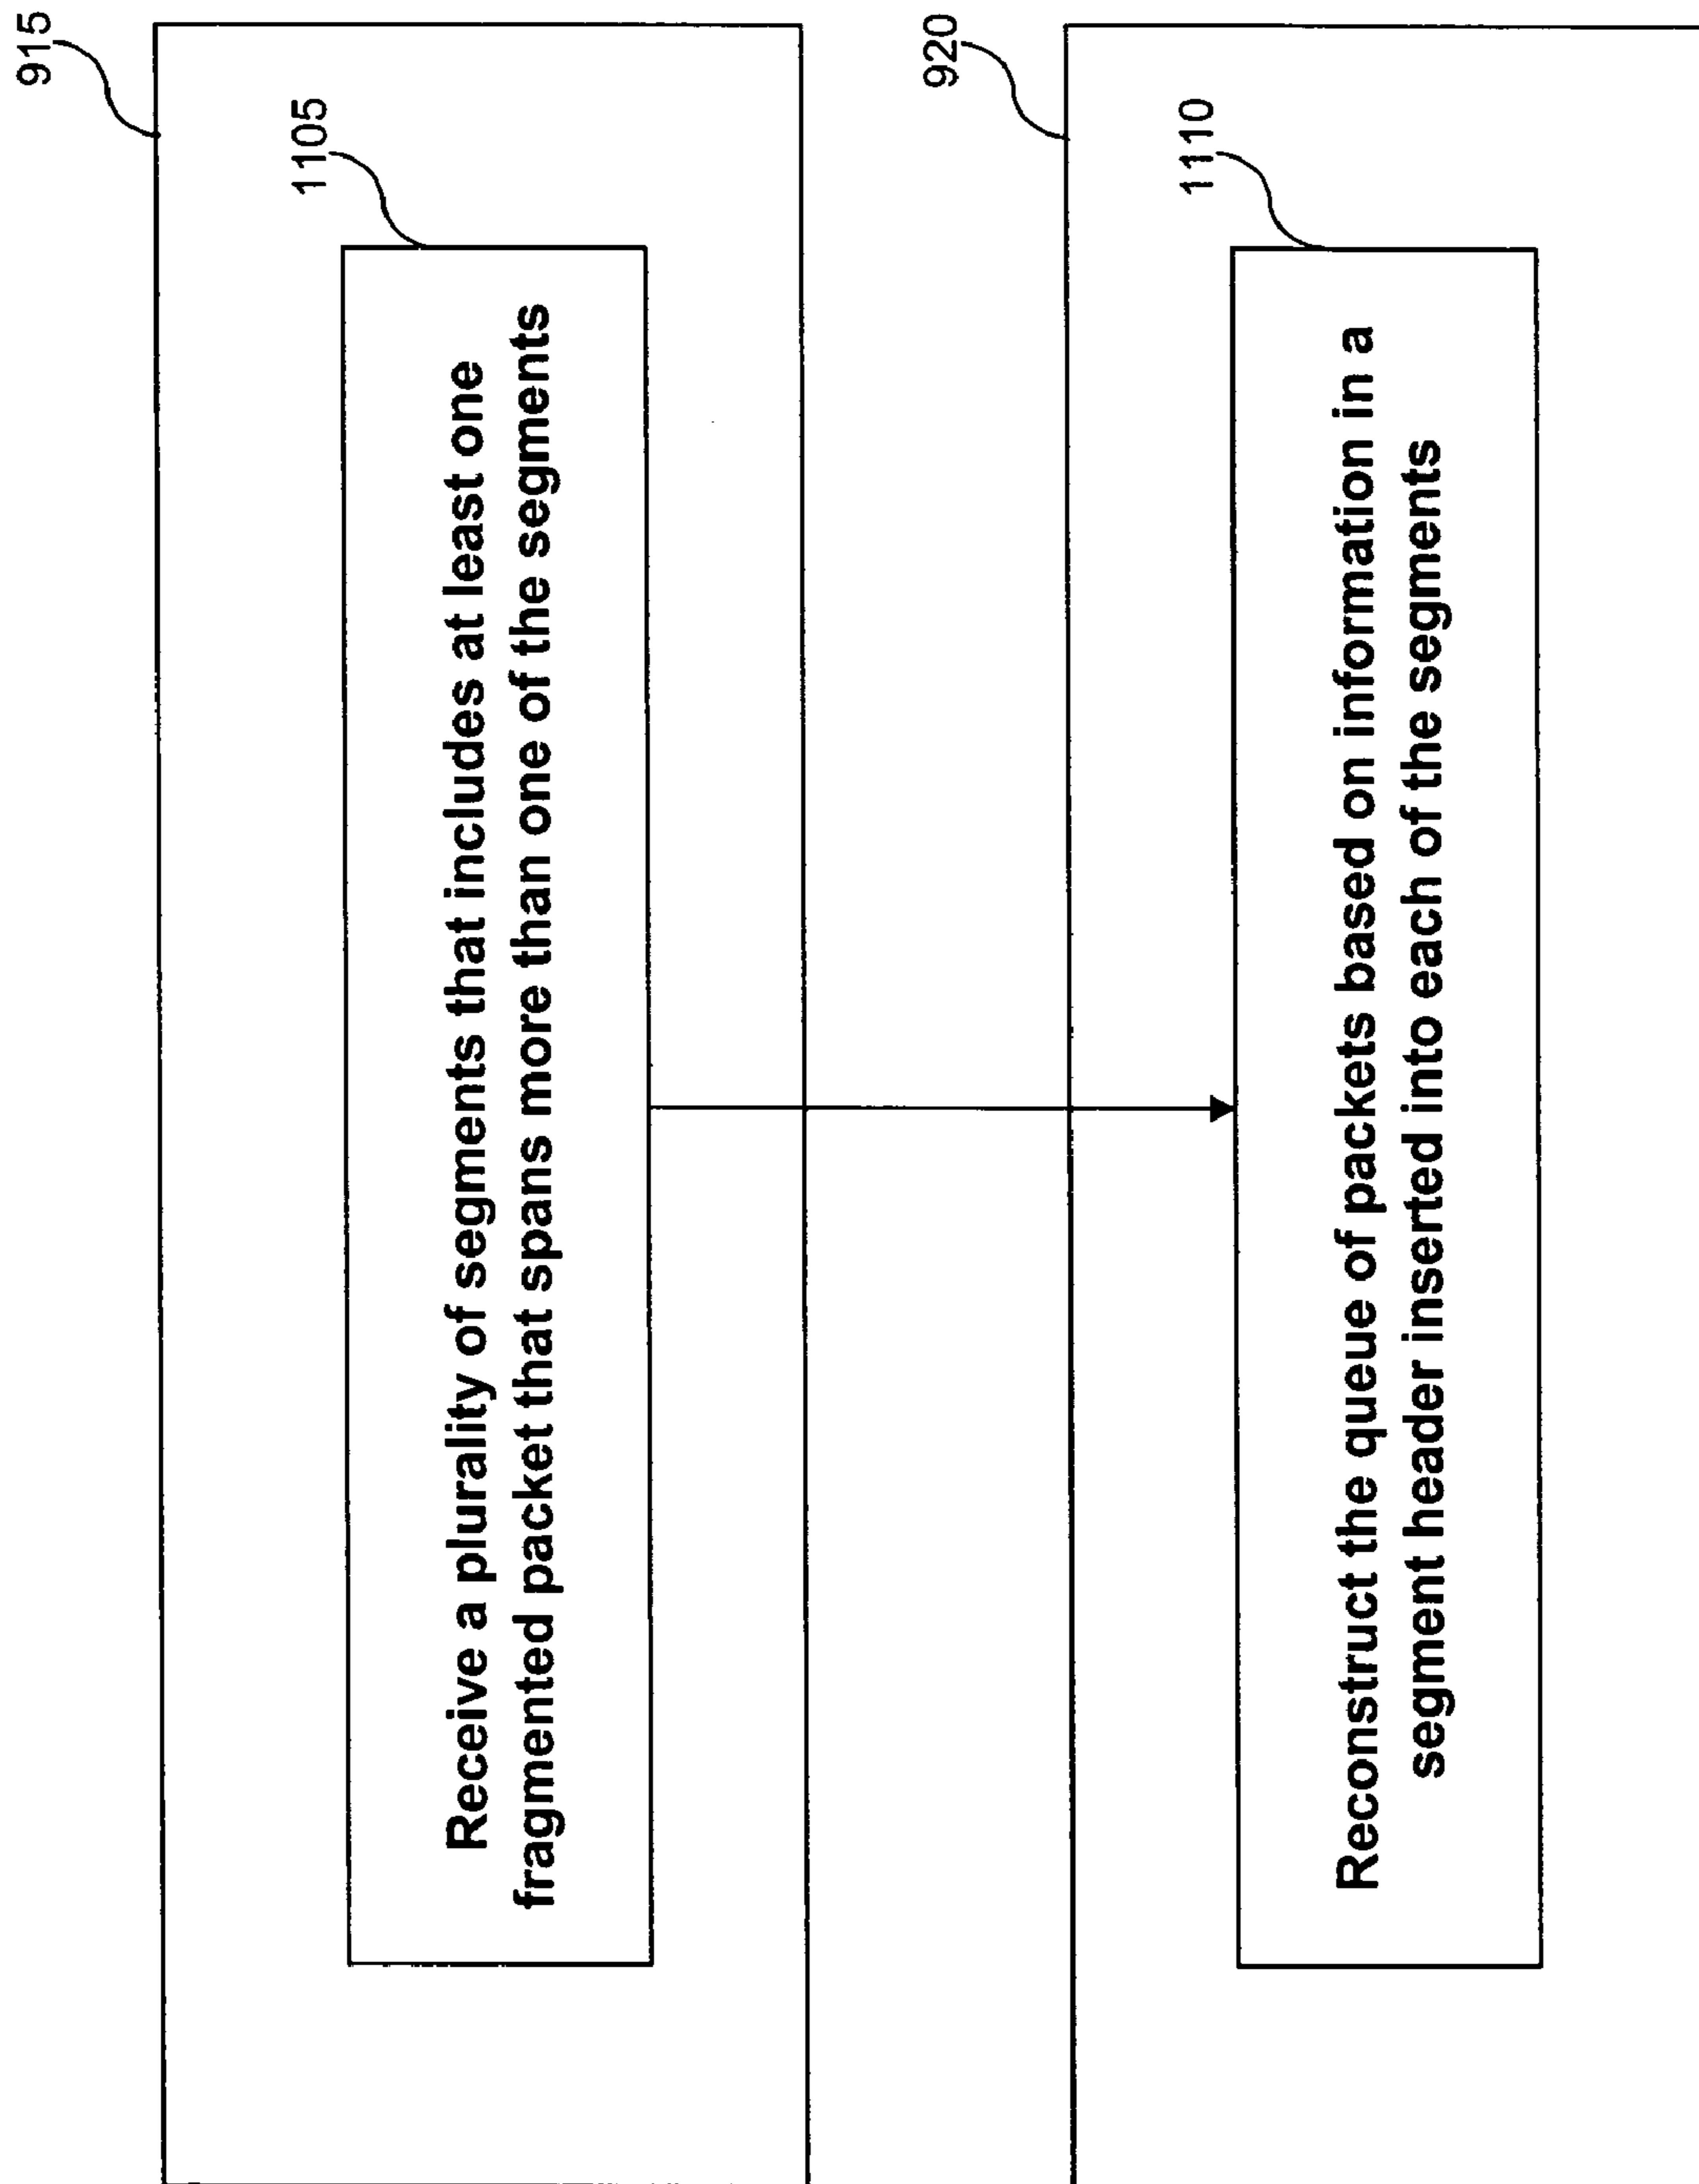 915
1105
Receive a plurality of segments that includes at least one
fragmented packet that spans more than one of the segments
920
1110
Reconstruct the queue of packets based on information in a
segment header inserted into each of the segments